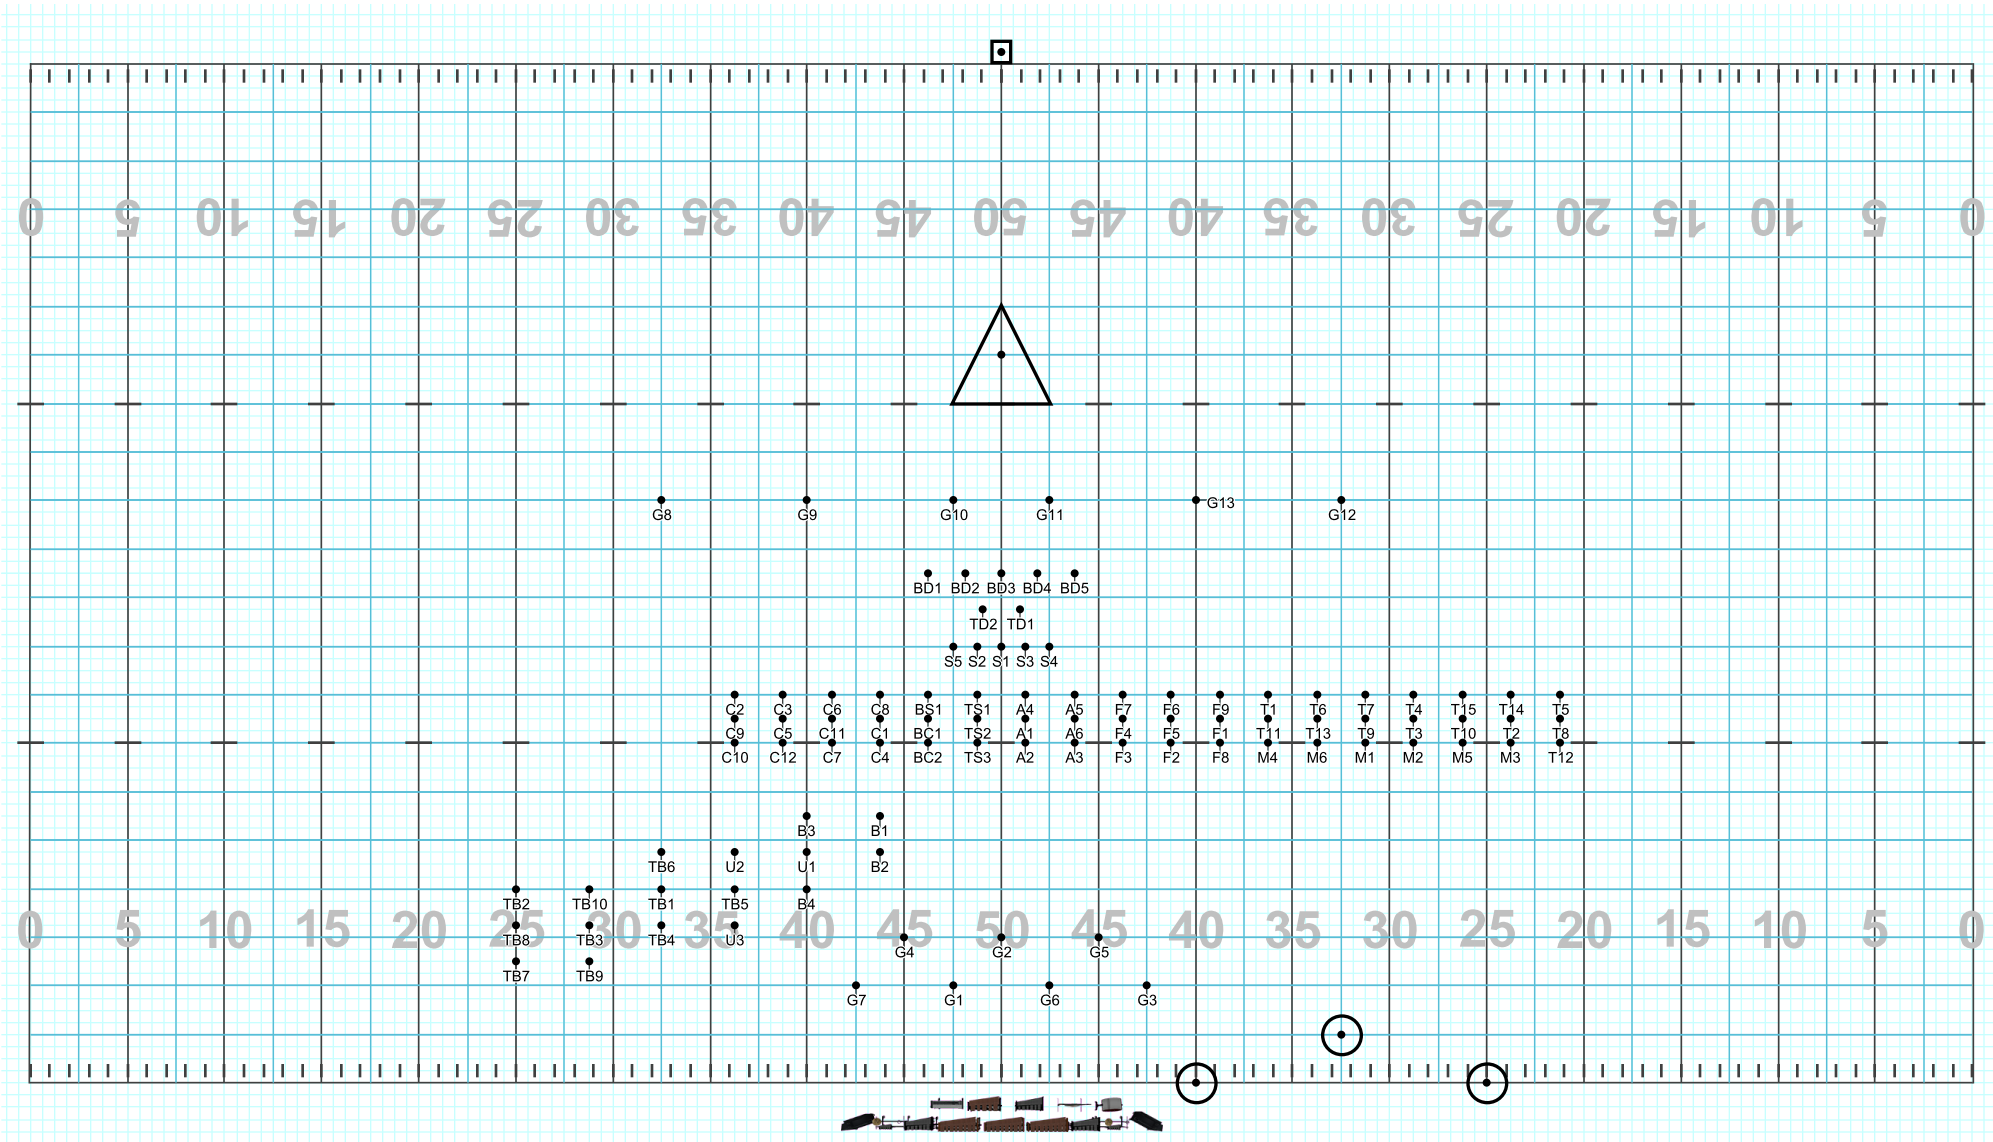 0 5 10 15 20 25 30 35 40 45 50 45 40 35 30 25 20 15 10 5 0
G8 G9 G10 G11 G13 G12
BD1 BD2 BD3 BD4 BD5
TD2 TD1
S5 S2 S1 S3 S4
C2 C3 C6 C8 BS1 TS1 A4 A5 F7 F6 F9 T1 T6 T7 T4 T15 T14 T5
C9 C5 C11 C1 BC1 TS2 A1 A6 F4 F5 F1 T11 T13 T9 T3 T10 T2 T8
C10 C12 C7 C4 BC2 TS3 A2 A3 F3 F2 F8 M4 M6 M1 M2 M5 M3 T12
B3 B1
TB6 U2 U1 B2
TB2 TB10 TB1 TB5 B4
0 5 10 15 20 25 30 35 40 45 50 45 40 35 30 25 20 15 10 5 0
TB8 TB3 TB4 U3
G4 G2 G5
TB7 TB9
G7 G1 G6 G3